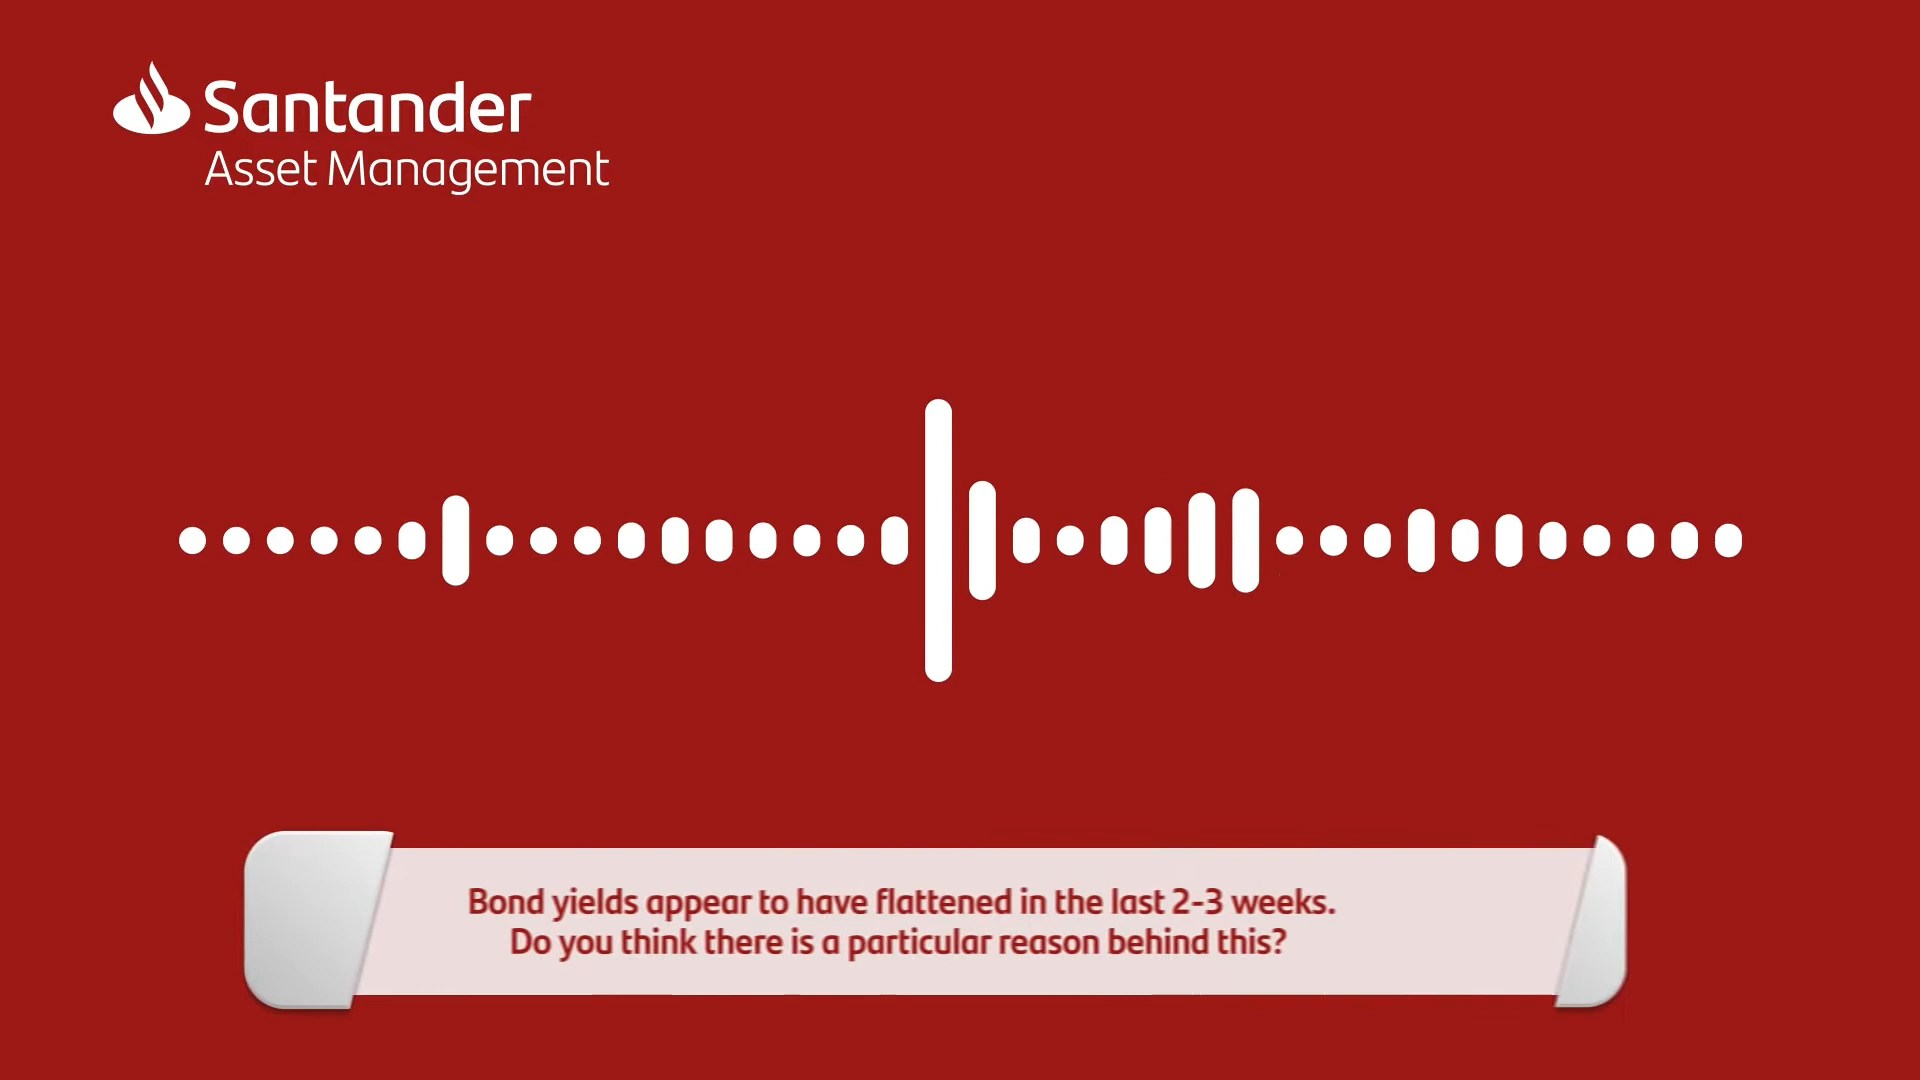 Santander
Asset Management
Bond yields appear to have flattened in the last 2-3 weeks.
Do you think there is a particular reason behind this?